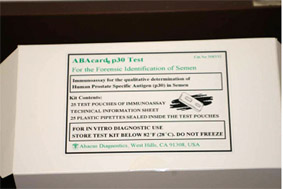 ABAcard p30 Test
For the Forensic Identification of Semen
Immunoassay for the qualitative determination of
Human Prostate Specific Antigen (p30) in Semen
Kit Contents:
25 TEST POUCHES OF IMMUNOASSAY
TECHNICAL INFORMATION SHEET
25 PLASTIC PIPETTES SEALED INSIDE THE TEST POUCHES
FOR IN VITRO DIAGNOSTIC USE
STORE TEST KIT BELOW 82°F (28°C). DO NOT FREEZE
Abacus Diagnostics, West Hills, CA 91308, USA